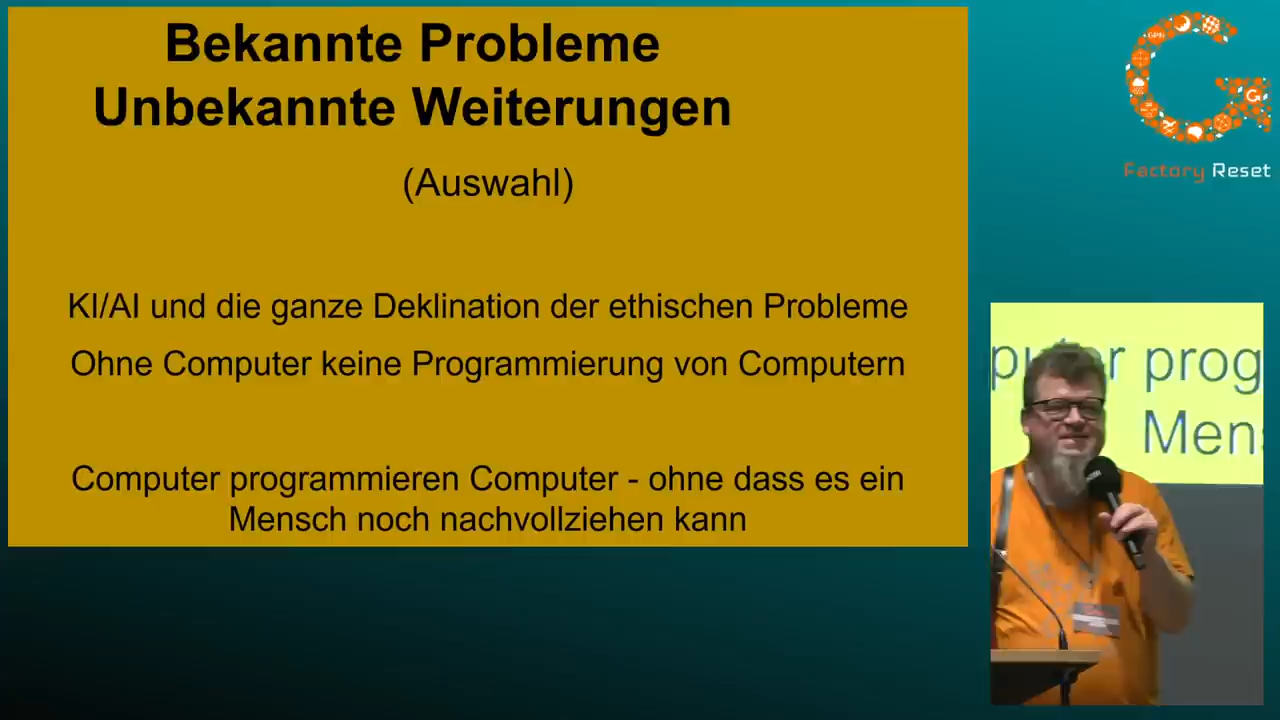 Bekannte Probleme
Unbekannte Weiterungen
(Auswahl)
KI/AI und die ganze Deklination der ethischen Probleme
Ohne Computer keine Programmierung von Computern
Computer programmieren Computer - ohne dass es ein
Mensch noch nachvollziehen kann
Factory Reset
puter prog
Mens